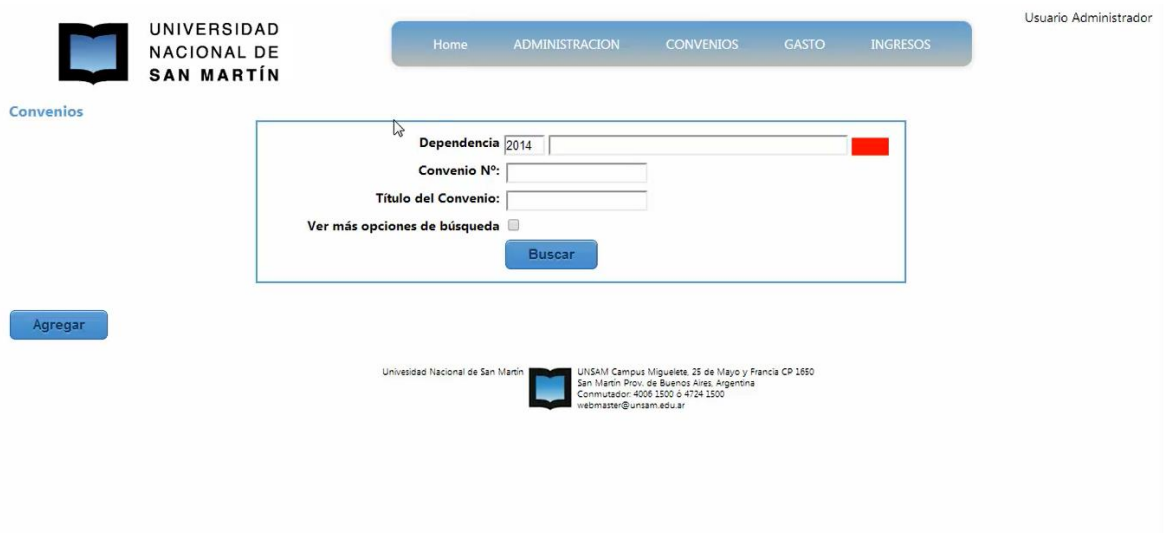 UNIVERSIDAD
NACIONAL DE
SAN MARTÍN
Home ADMINISTRACION CONVENIOS GASTO INGRESOS
Usuario Administrador
Convenios
Dependencia 2014
Convenio Nº:
Título del Convenio:
Ver más opciones de búsqueda
Buscar
Agregar
Univesidad Nacional de San Martín
UNSAM Campus Miguelete, 25 de Mayo y Francia CP 1650
San Martín Prov. de Buenos Aires, Argentina
Conmutador: 4006 1500 ó 4724 1500
webmaster@unsam.edu.ar